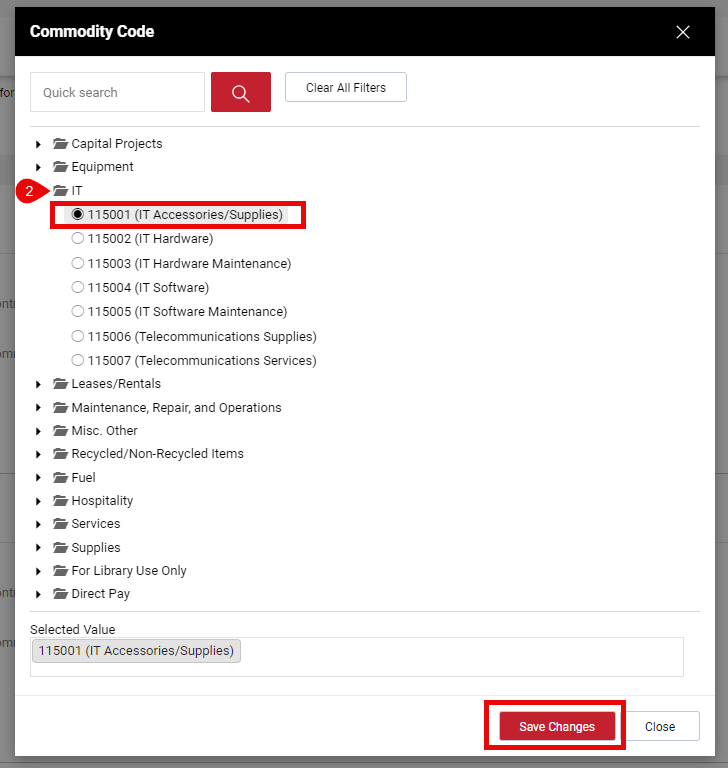 Commodity Code
for
Quick search
Clear All Filters
Capital Projects
Equipment
2
IT
115001 (IT Accessories/Supplies)
115002 (IT Hardware)
115003 (IT Hardware Maintenance)
115004 (IT Software)
115005 (IT Software Maintenance)
115006 (Telecommunications Supplies)
115007 (Telecommunications Services)
Leases/Rentals
Maintenance, Repair, and Operations
Misc. Other
Recycled/Non-Recycled Items
Fuel
Hospitality
Services
Supplies
For Library Use Only
Direct Pay
Selected Value
115001 (IT Accessories/Supplies)
Save Changes
Close